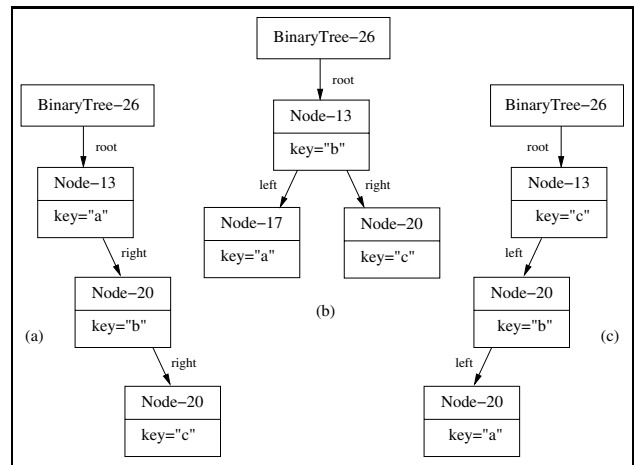 BinaryTree−26
root
Node−13
key="a"
right
Node−20
key="b"
right
Node−20
key="c"
(a)
BinaryTree−26
root
Node−13
key="b"
left
right
Node−17
key="a"
Node−20
key="c"
(b)
BinaryTree−26
root
Node−13
key="c"
left
Node−20
key="b"
left
Node−20
key="a"
(c)